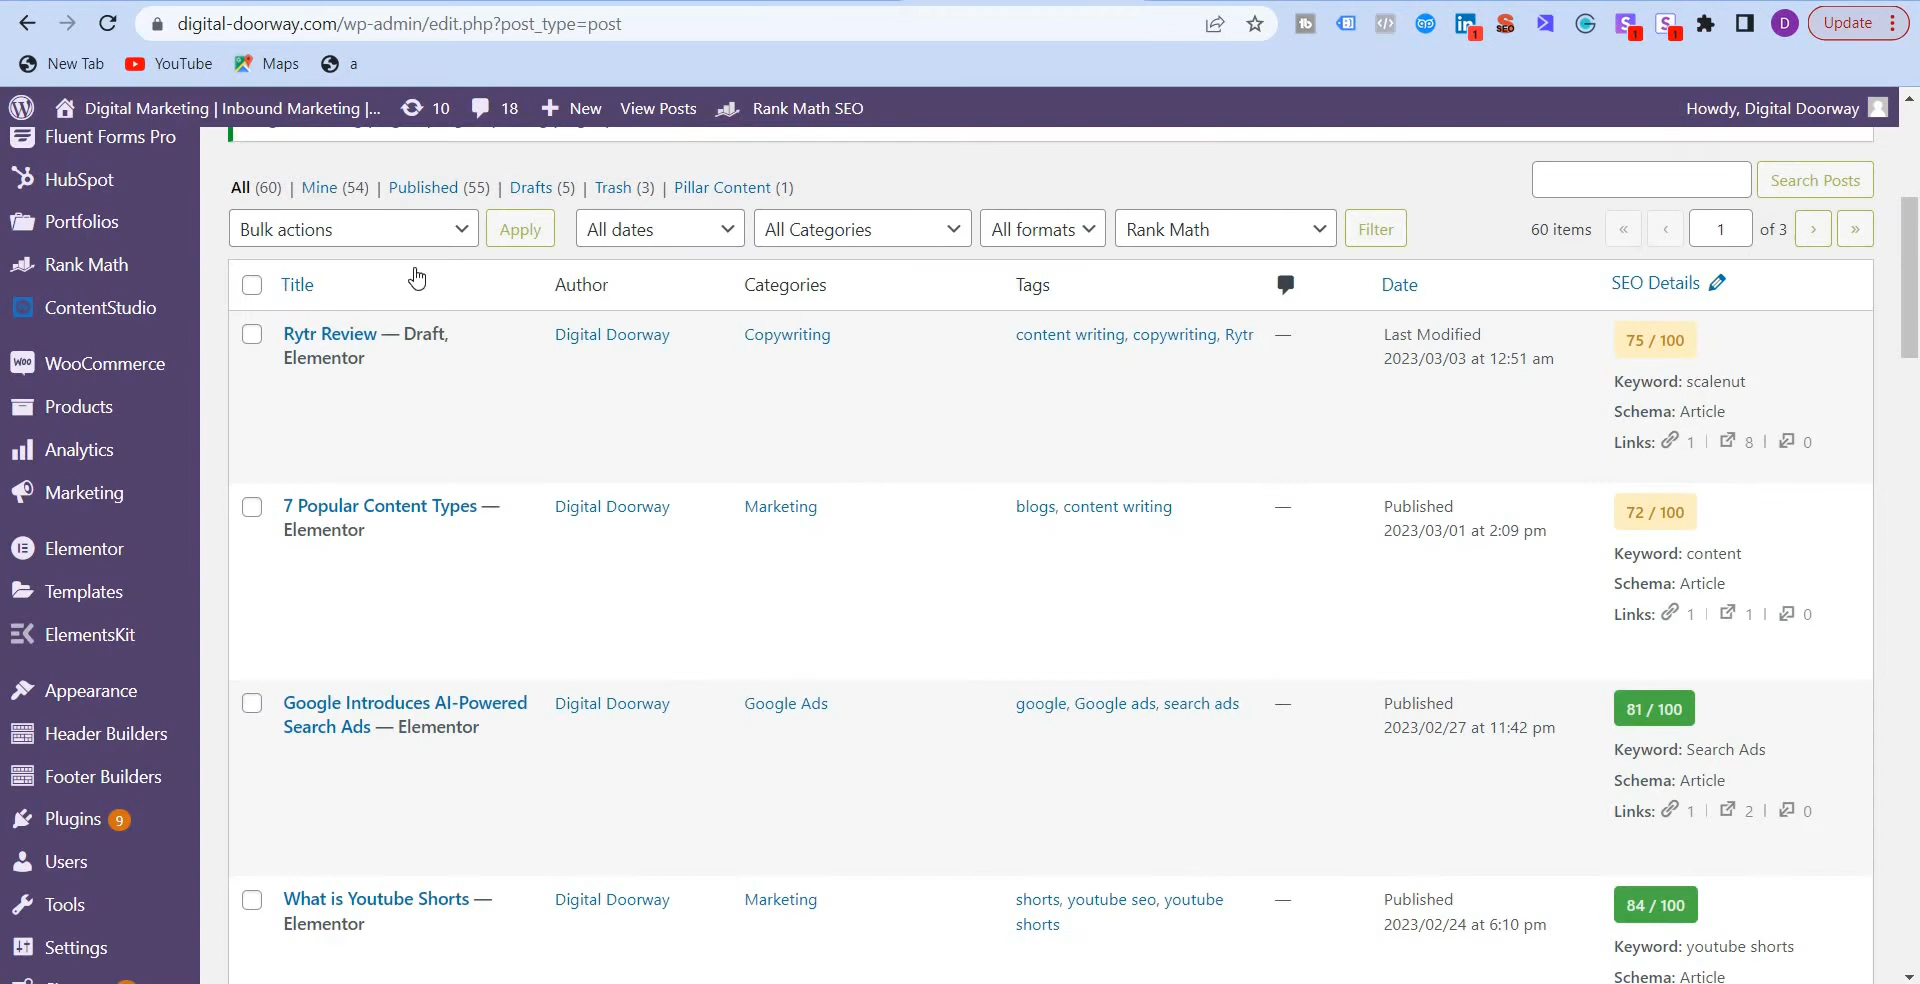 digital-doorway.com/wp-admin/edit.php?post_type=post
1
SEO
1
1
D
Update
New Tab YouTube Maps a
Digital Marketing | Inbound Marketing |... 10 18 New View Posts Rank Math SEO Howdy, Digital Doorway
Fluent Forms Pro
HubSpot
Portfolios
Rank Math
ContentStudio
WooCommerce
Products
Analytics
Marketing
Elementor
Templates
ElementsKit
Appearance
Header Builders
Footer Builders
Plugins 9
Users
Tools
Settings
All (60) | Mine (54) | Published (55) | Drafts (5) | Trash (3) | Pillar Content (1)
Search Posts
Bulk actions Apply All dates All Categories All formats Rank Math Filter 60 items « ‹ 1 of 3 › »
Title Author Categories Tags Date SEO Details
Rytr Review — Draft, Elementor Digital Doorway Copywriting content writing, copywriting, Rytr — Last Modified
2023/03/03 at 12:51 am
75 / 100
Keyword: scalenut
Schema: Article
Links: 1 | 8 | 0
7 Popular Content Types — Elementor Digital Doorway Marketing blogs, content writing — Published
2023/03/01 at 2:09 pm
72 / 100
Keyword: content
Schema: Article
Links: 1 | 1 | 0
Google Introduces AI-Powered
Search Ads — Elementor Digital Doorway Google Ads google, Google ads, search ads — Published
2023/02/27 at 11:42 pm
81 / 100
Keyword: Search Ads
Schema: Article
Links: 1 | 2 | 0
What is Youtube Shorts — Elementor Digital Doorway Marketing shorts, youtube seo, youtube
shorts — Published
2023/02/24 at 6:10 pm
84 / 100
Keyword: youtube shorts
Schema: Article